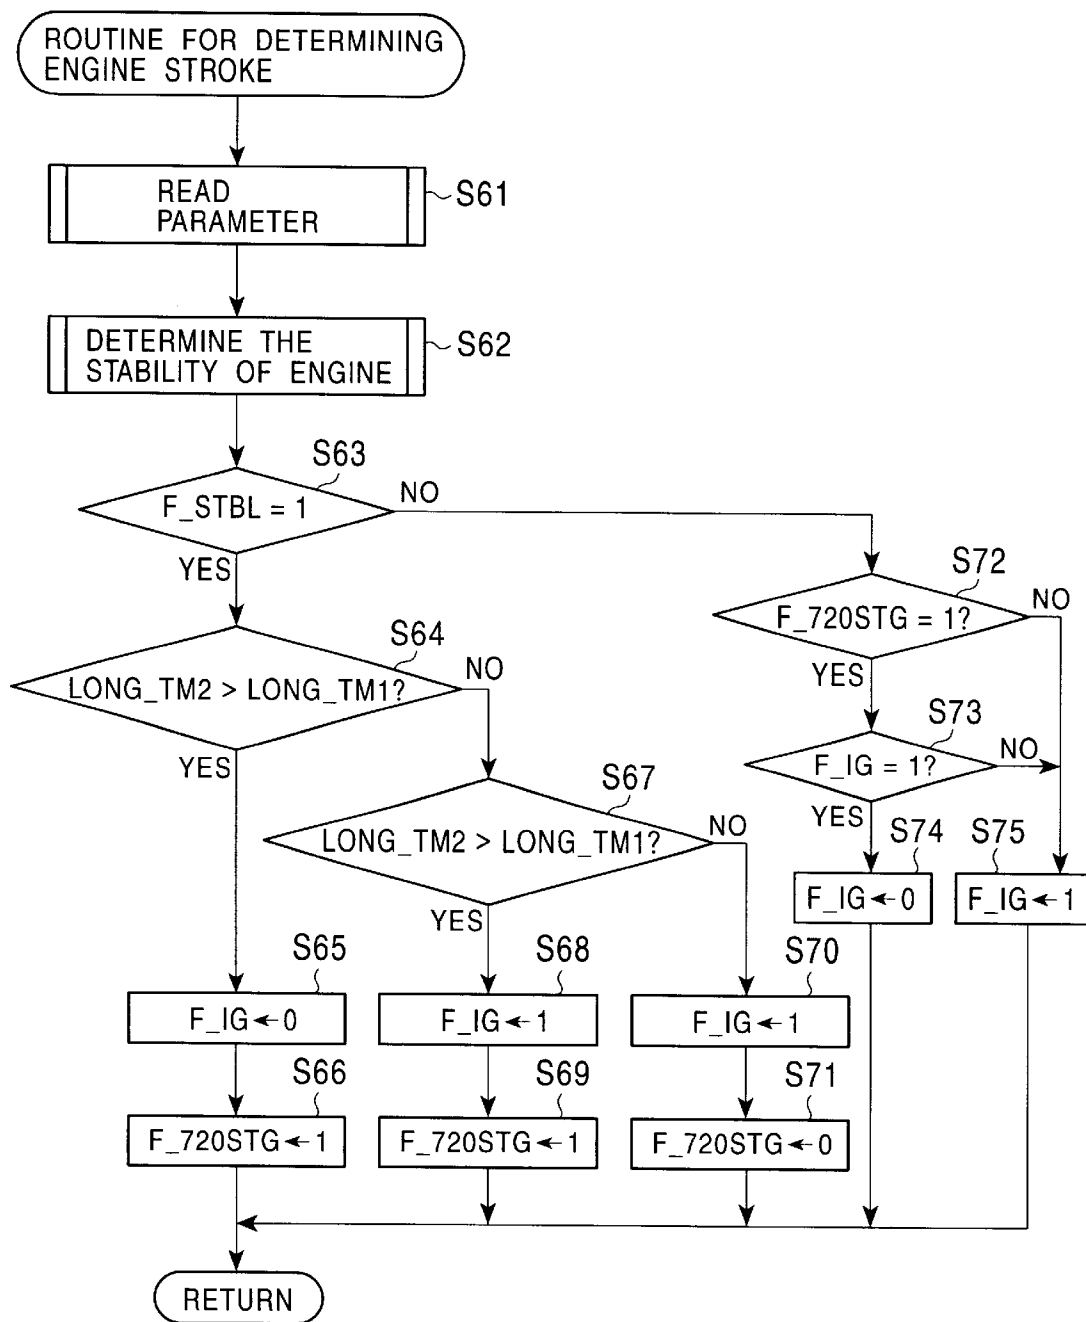 ROUTINE FOR DETERMINING
ENGINE STROKE
READ
PARAMETER
S61
DETERMINE THE
STABILITY OF ENGINE
S62
S63
F_STBL = 1
NO
YES
S72
F_720STG = 1?
NO
YES
S64
LONG_TM2 > LONG_TM1?
NO
YES
S73
F_IG = 1?
NO
YES
S67
LONG_TM2 > LONG_TM1?
NO
YES
S74
F_IG ← 0
S75
F_IG ← 1
S65
F_IG ← 0
S68
F_IG ← 1
S70
F_IG ← 1
S66
F_720STG ← 1
S69
F_720STG ← 1
S71
F_720STG ← 0
RETURN